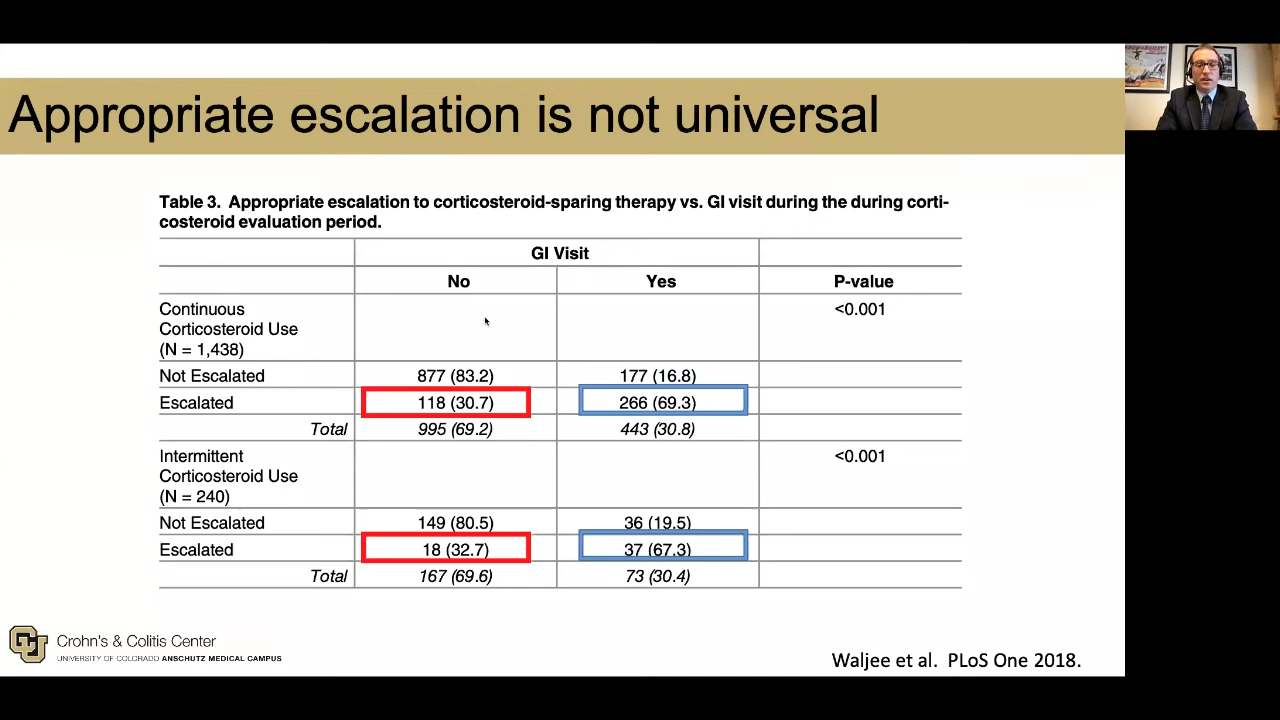 Appropriate escalation is not universal
Table 3. Appropriate escalation to corticosteroid-sparing therapy vs. GI visit during the during corti-
costeroid evaluation period.
GI Visit
No Yes P-value
Continuous <0.001
Corticosteroid Use
(N = 1,438)
Not Escalated 877 (83.2) 177 (16.8)
Escalated 118 (30.7) 266 (69.3)
Total 995 (69.2) 443 (30.8)
Intermittent <0.001
Corticosteroid Use
(N = 240)
Not Escalated 149 (80.5) 36 (19.5)
Escalated 18 (32.7) 37 (67.3)
Total 167 (69.6) 73 (30.4)
CU
Crohn's & Colitis Center
UNIVERSITY OF COLORADO ANSCHUTZ MEDICAL CAMPUS
Waljee et al. PLoS One 2018.